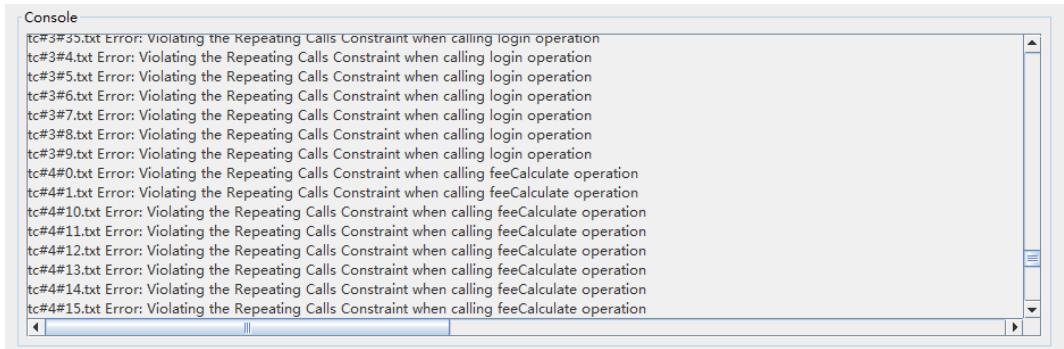 Console
tc#3#35.txt Error: Violating the Repeating Calls Constraint when calling login operation
tc#3#4.txt Error: Violating the Repeating Calls Constraint when calling login operation
tc#3#5.txt Error: Violating the Repeating Calls Constraint when calling login operation
tc#3#6.txt Error: Violating the Repeating Calls Constraint when calling login operation
tc#3#7.txt Error: Violating the Repeating Calls Constraint when calling login operation
tc#3#8.txt Error: Violating the Repeating Calls Constraint when calling login operation
tc#3#9.txt Error: Violating the Repeating Calls Constraint when calling login operation
tc#4#0.txt Error: Violating the Repeating Calls Constraint when calling feeCalculate operation
tc#4#1.txt Error: Violating the Repeating Calls Constraint when calling feeCalculate operation
tc#4#10.txt Error: Violating the Repeating Calls Constraint when calling feeCalculate operation
tc#4#11.txt Error: Violating the Repeating Calls Constraint when calling feeCalculate operation
tc#4#12.txt Error: Violating the Repeating Calls Constraint when calling feeCalculate operation
tc#4#13.txt Error: Violating the Repeating Calls Constraint when calling feeCalculate operation
tc#4#14.txt Error: Violating the Repeating Calls Constraint when calling feeCalculate operation
tc#4#15.txt Error: Violating the Repeating Calls Constraint when calling feeCalculate operation